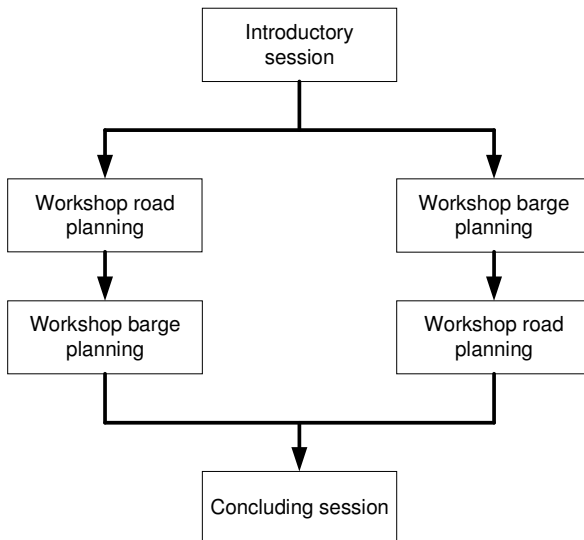 Introductory
session
Workshop road
planning
Workshop barge
planning
Workshop barge
planning
Workshop road
planning
Concluding session